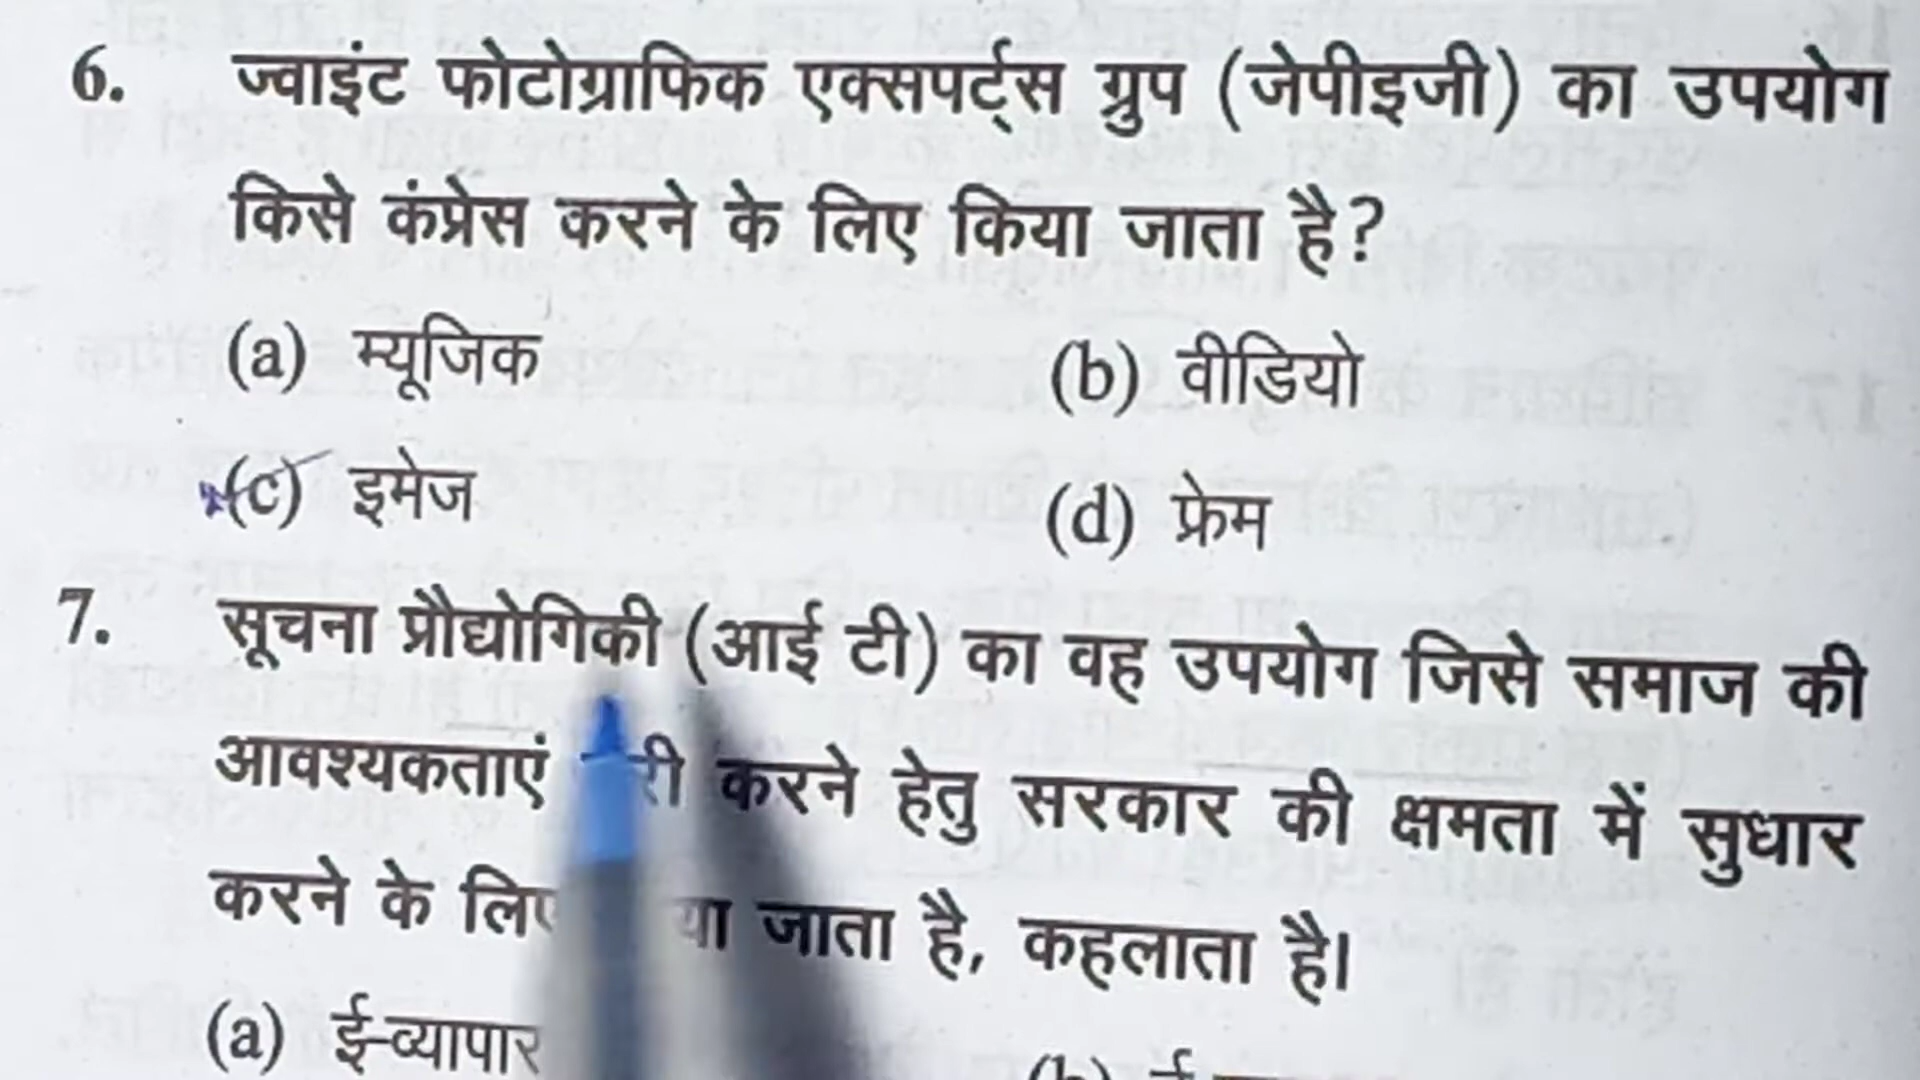 6. ज्वाइंट फोटोग्राफिक एक्सपर्ट्स ग्रुप (जेपीइजी) का उपयोग
किसे कंप्रेस करने के लिए किया जाता है?
(a) म्यूजिक (b) वीडियो
(c) इमेज (d) फ्रेम
7. सूचना प्रौद्योगिकी (आई टी) का वह उपयोग जिसे समाज की
आवश्यकताएं करने हेतु सरकार की क्षमता में सुधार
करने के जाता है, कहलाता है।
(a) ई-व्यापार (b)